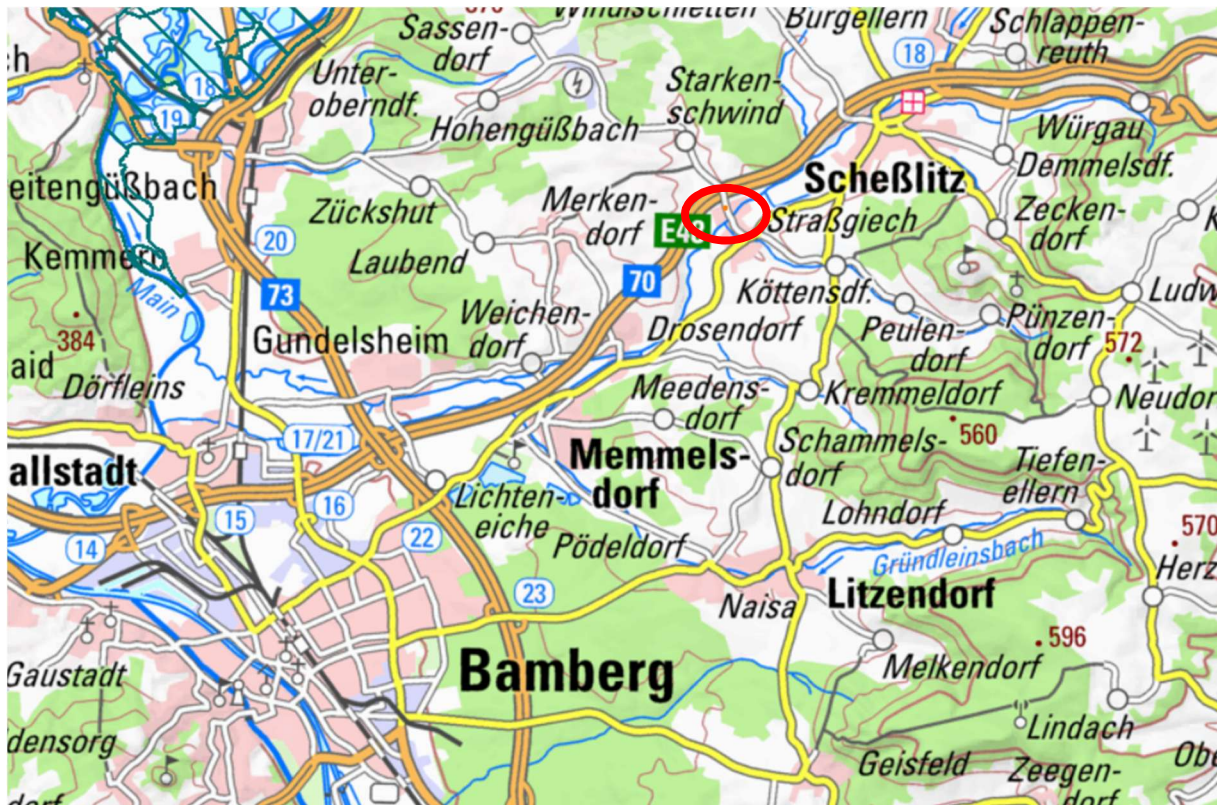 Sassen-
dorf
Burgellern
18
Schlappen-
reuth
Unter-
oberndf.
18
19
Starken-
schwind
Hohengüßbach
Würgau
Demmelsdf.
Scheßlitz
eitengüßbach
Zückshut
Merken-
dorf
E48
Straßgiech
Zecken-
dorf
20
Kemmern
Laubend
Main
73
70
Köttensdf.
Ludw
Gundelsheim
Weichen-
dorf
Drosendorf
Peulen-
dorf
Pünzen-
dorf
572
384
aid
Dörfleins
Meedens-
dorf
Kremmeldorf
Neudor
560
17/21
Memmels-
dorf
Schammels-
dorf
Tiefen-
ellern
allstadt
Lichten-
eiche
16
15
14
22
Lohndorf
Pödeldorf
Gründleinsbach
570
Herz
23
Naisa
Litzendorf
596
Gaustadt
Bamberg
Melkendorf
Lindach
densorg
Geisfeld
Zeegen-
dorf
Obe